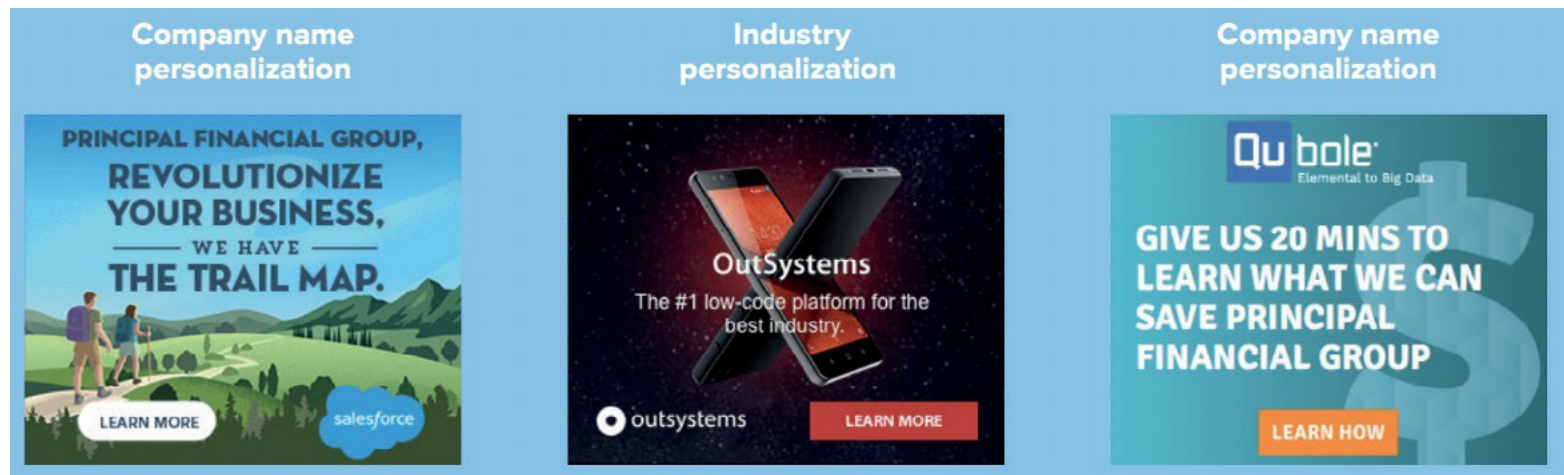 Company name
personalization
Industry
personalization
Company name
personalization
PRINCIPAL FINANCIAL GROUP,
REVOLUTIONIZE
YOUR BUSINESS,
WE HAVE
THE TRAIL MAP.
LEARN MORE
salesforce
OutSystems
The #1 low-code platform for the
best industry.
outsystems
LEARN MORE
Qubole
Elemental to Big Data
GIVE US 20 MINS TO
LEARN WHAT WE CAN
SAVE PRINCIPAL
FINANCIAL GROUP
LEARN HOW